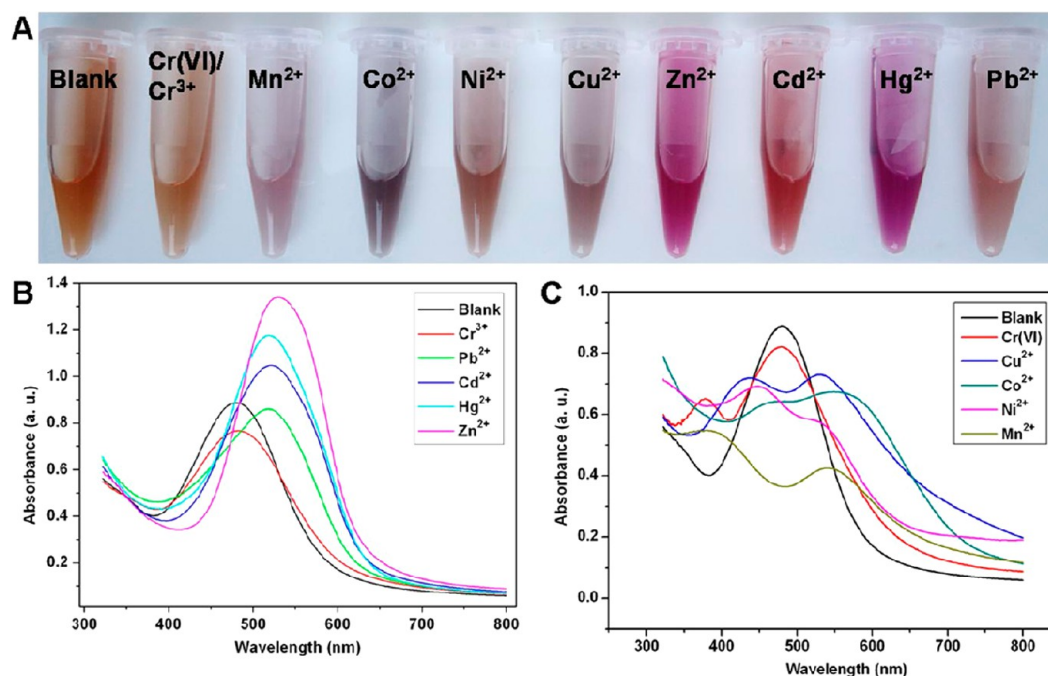 A
Blank
Cr(VI)/
Cr³⁺
Mn²⁺
Co²⁺
Ni²⁺
Cu²⁺
Zn²⁺
Cd²⁺
Hg²⁺
Pb²⁺
B
1.4
1.2
1.0
0.8
0.6
0.4
0.2
300
400
500
600
700
800
Absorbance (a. u.)
Wavelength (nm)
Blank
Cr³⁺
Pb²⁺
Cd²⁺
Hg²⁺
Zn²⁺
C
1.0
0.8
0.6
0.4
0.2
0.0
300
400
500
600
700
800
Absorbance (a. u.)
Wavelength (nm)
Blank
Cr(VI)
Cu²⁺
Co²⁺
Ni²⁺
Mn²⁺